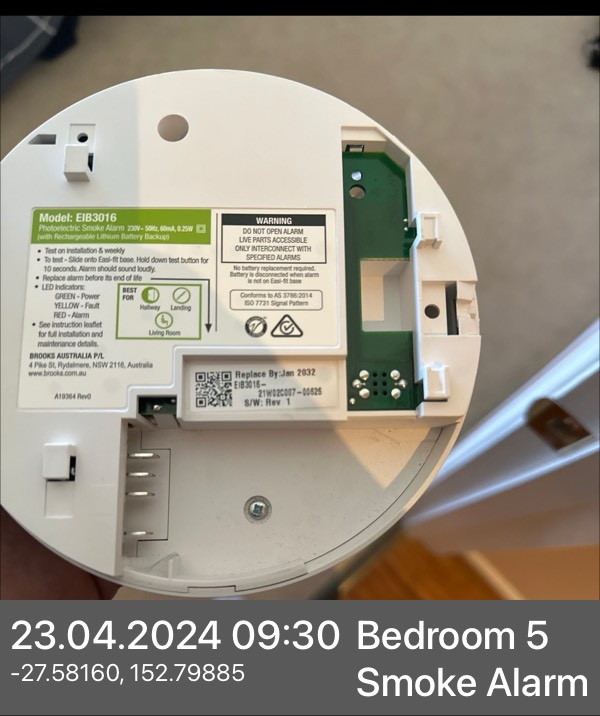 Model: EIB3016
Photoelectric Smoke Alarm 230V~ 50Hz, 60mA, 0.25W
(with Rechargeable Lithium Battery Backup)
• Test on installation & weekly
• To test - Slide onto Easi-fit base. Hold down test button for
10 seconds. Alarm should sound loudly.
• Replace alarm before its end of life
• LED Indicators:
GREEN - Power
YELLOW - Fault
RED - Alarm
• See instruction leaflet
for full installation and
maintenance details.
BEST
FOR
Hallway
Landing
Living Room
BROOKS AUSTRALIA P/L
4 Pike St, Rydalmere, NSW 2116, Australia
www.brooks.com.au
A19364 Rev0
WARNING
DO NOT OPEN ALARM
LIVE PARTS ACCESSIBLE
ONLY INTERCONNECT WITH
SPECIFIED ALARMS
No battery replacement required.
Battery is disconnected when alarm
is not on Easi-fit base
Conforms to AS 3786:2014
ISO 7731 Signal Pattern
Replace By:Jan 2032
EIB3016-
21W02C007-00625
S/W: Rev 1
23.04.2024 09:30
-27.58160, 152.79885
Bedroom 5
Smoke Alarm